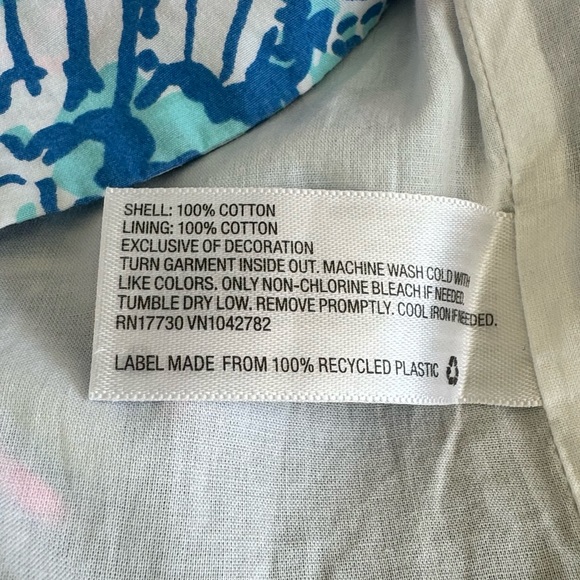 SHELL: 100% COTTON
LINING: 100% COTTON
EXCLUSIVE OF DECORATION
TURN GARMENT INSIDE OUT. MACHINE WASH COLD WITH
LIKE COLORS. ONLY NON-CHLORINE BLEACH IF NEEDED.
TUMBLE DRY LOW. REMOVE PROMPTLY. COOL IRON IF NEEDED.
RN17730 VN1042782
LABEL MADE FROM 100% RECYCLED PLASTIC